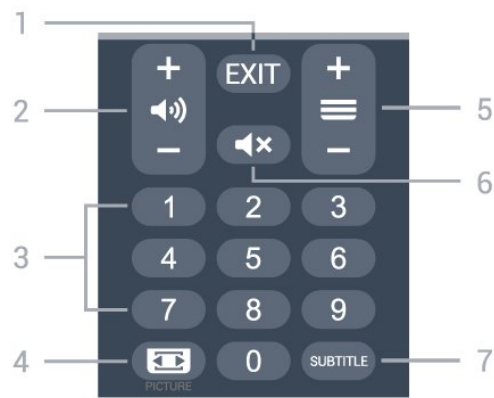 1
EXIT
+ +
2 5
− −
6
1 2 3
3
4 5 6
7 8 9
4 0 SUBTITLE 7
PICTURE